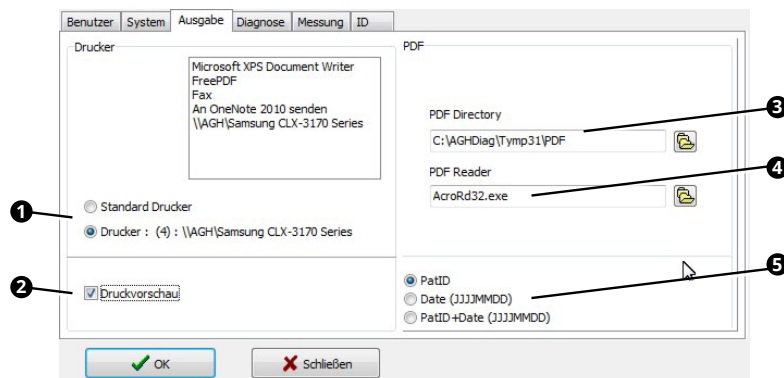 Benutzer System Ausgabe Diagnose Messung ID
Drucker
Microsoft XPS Document Writer
FreePDF
Fax
An OneNote 2010 senden
\\AGH\Samsung CLX-3170 Series
1
Standard Drucker
Drucker : (4) : \\AGH\Samsung CLX-3170 Series
2
Druckvorschau
PDF
3
PDF Directory
C:\AGHDiag\Tymp31\PDF
4
PDF Reader
AcroRd32.exe
5
PatID
Date (JJJJMMDD)
PatID+Date (JJJJMMDD)
OK
Schließen